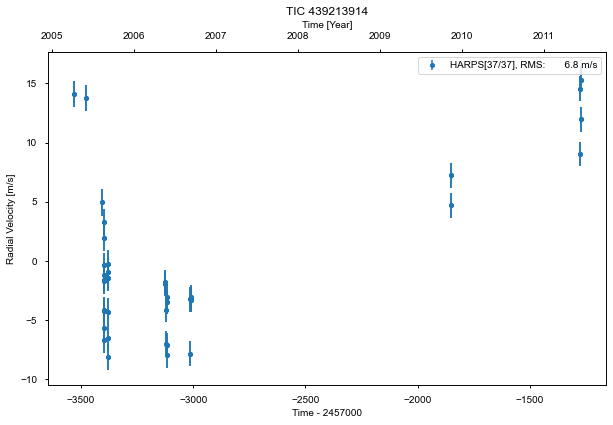 TIC 439213914
Time [Year]
2005 2006 2007 2008 2009 2010 2011
HARPS[37/37], RMS: 6.8 m/s
Radial Velocity [m/s]
15
10
5
0
−5
−10
−3500 −3000 −2500 −2000 −1500
Time - 2457000